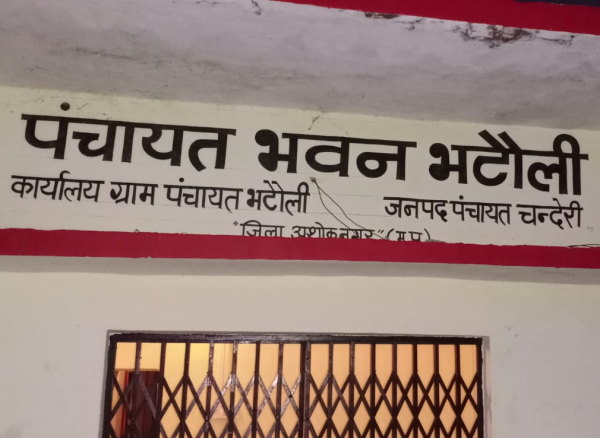 पंचायत भवन भटौली
कार्यालय ग्राम पंचायत भटौली जनपद पंचायत चन्देरी
"जिला अशोकनगर" (म.प्र)